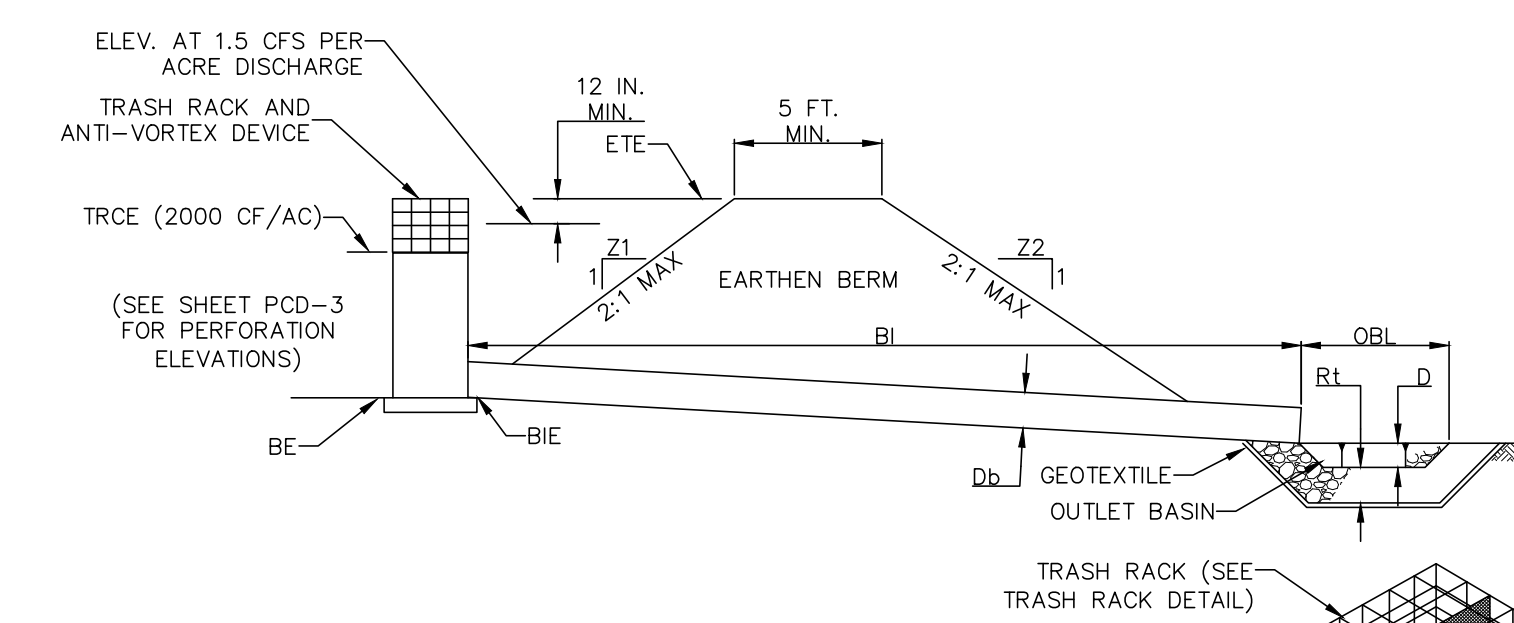 ELEV. AT 1.5 CFS PER
ACRE DISCHARGE
TRASH RACK AND
ANTI-VORTEX DEVICE
12 IN.
MIN.
ETE
5 FT.
MIN.
TRCE (2000 CF/AC)
Z1
1
2:1 MAX
EARTHEN BERM
2:1 MAX
Z2
1
(SEE SHEET PCD-3
FOR PERFORATION
ELEVATIONS)
Bl
OBL
Rt
D
BE
BIE
Db
GEOTEXTILE
OUTLET BASIN
TRASH RACK (SEE
TRASH RACK DETAIL)